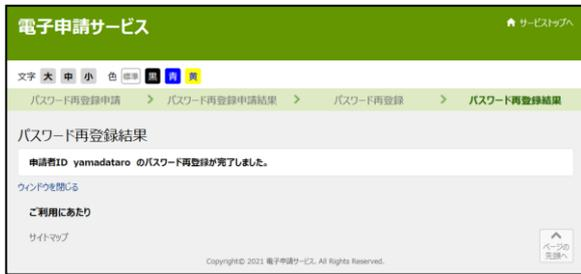 電子申請サービス
サービストップへ
文字 大 中 小 色 標準 黒 青 黄
パスワード再登録申請 > パスワード再登録申請結果 > パスワード再登録 > パスワード再登録結果
パスワード再登録結果
申請者ID yamadataro のパスワード再登録が完了しました。
ウィンドウを閉じる
ご利用にあたり
サイトマップ
ページの
先頭へ
Copyright© 2021 電子申請サービス. All Rights Reserved.